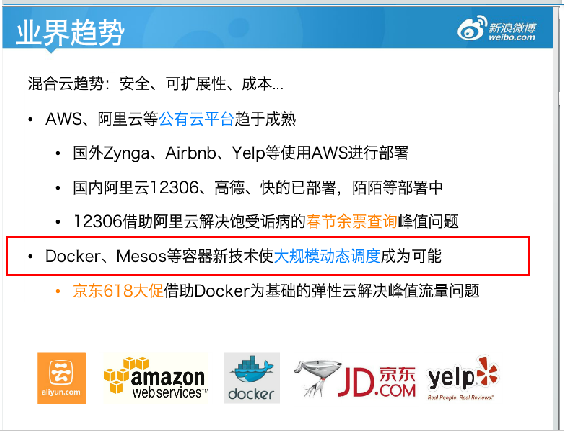 业界趋势
新浪微博
weibo.com
混合云趋势：安全、可扩展性、成本...
• AWS、阿里云等公有云平台趋于成熟
• 国外Zynga、Airbnb、Yelp等使用AWS进行部署
• 国内阿里云12306、高德、快的已部署，陌陌等部署中
• 12306借助阿里云解决饱受诟病的春节余票查询峰值问题
• Docker、Mesos等容器新技术使大规模动态调度成为可能
• 京东618大促借助Docker为基础的弹性云解决峰值流量问题
aliyun.com
amazon
webservices™
docker
京东
JD.COM
yelp
Real People. Real Reviews.®